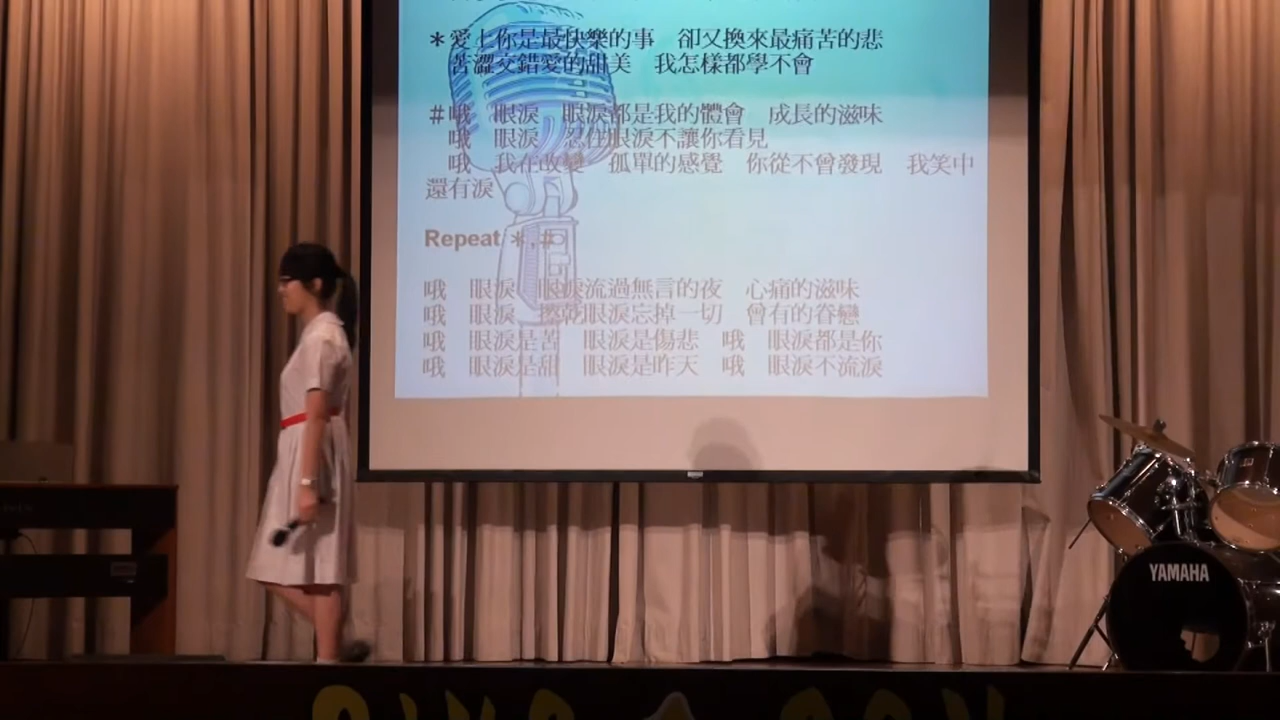 *愛上你是最快樂的事 卻又換來最痛苦的悲
苦澀交錯愛的甜美 我怎樣都學不會
#哦 眼淚 眼淚都是我的體會 成長的滋味
哦 眼淚 忍住眼淚不讓你看見
哦 我在改變 孤單的感覺 你從不曾發現 我笑中
還有淚
Repeat *,#
哦 眼淚 眼淚流過無言的夜 心痛的滋味
哦 眼淚 擦乾眼淚忘掉一切 曾有的眷戀
哦 眼淚是苦 眼淚是傷悲 哦 眼淚都是你
哦 眼淚是甜 眼淚是昨天 哦 眼淚不流淚
YAMAHA